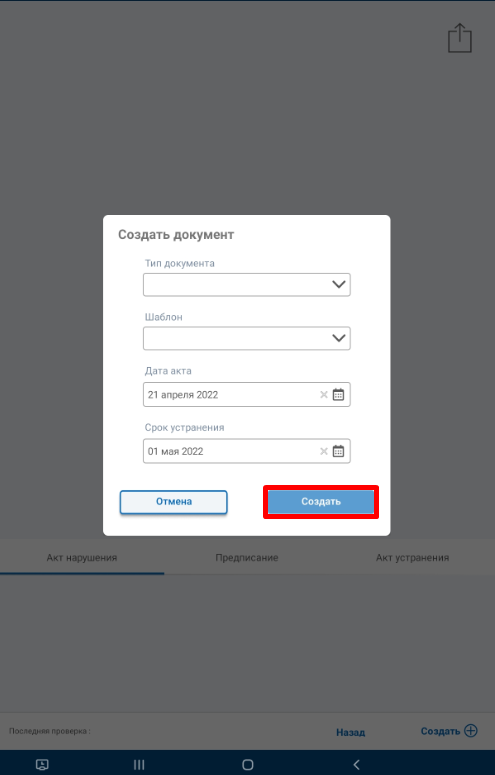 Создать документ
Тип документа
Шаблон
Дата акта
21 апреля 2022
Срок устранения
01 мая 2022
Отмена
Создать
Акт нарушения
Предписание
Акт устранения
Последняя проверка :
Назад
Создать